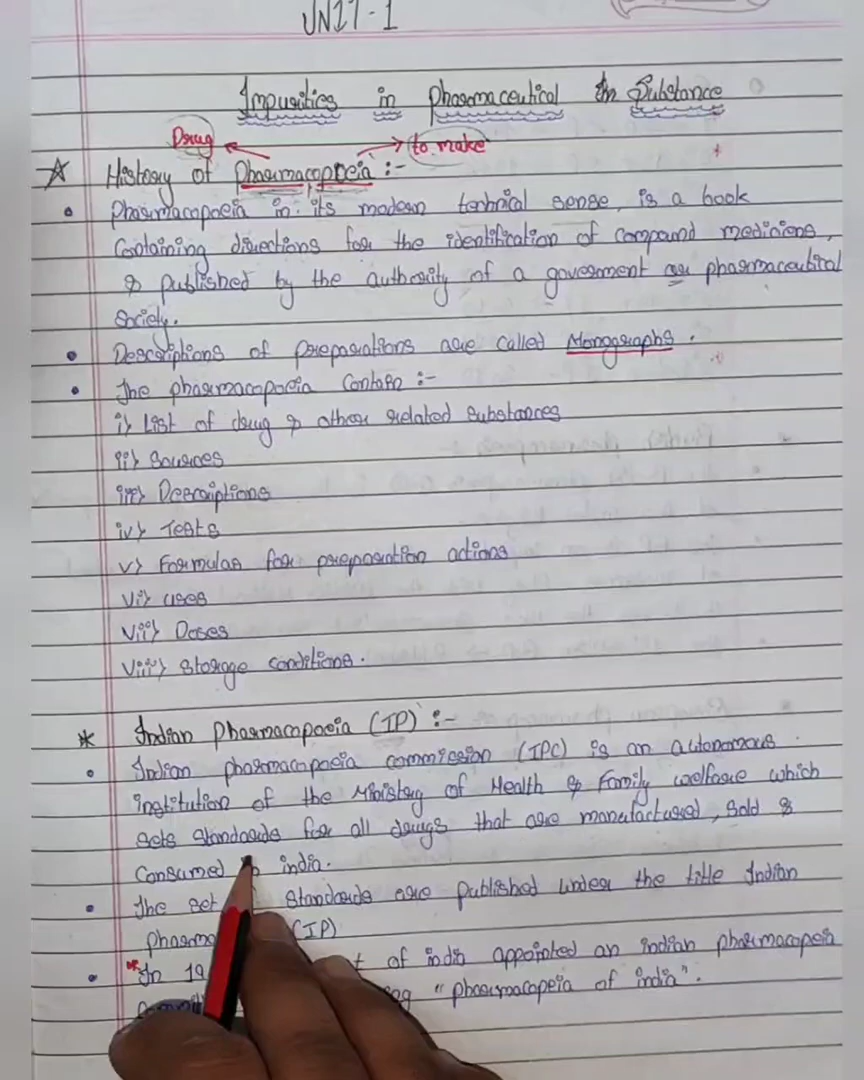 UNIT-1
Impurities in Pharmaceutical In Substance
Drug to make
History of Pharmacopoeia :-
Pharmacopoeia in its modern technical sense, is a book
Containing directions for the identification of compound medicines,
& published by the authority of a goverment or pharmaceutical
Society.
Descriptions of preparations are called Monographs.
The pharmacopoeia contain :-
i) List of drug & other related substances
ii) Sources
iii) Descriptions
iv) Tests
v) Formulas for preparation actions
vi) uses
vii) Doses
viii) Storage conditions.
* Indian Pharmacopoeia (IP) :-
Indian pharmacopoeia commission (IPC) is an autonomous
institution of the Ministry of Health & Family welfare which
sets standards for all drugs that are manufactured, sold &
Consumed india.
The set standards are published under the title Indian
(IP)
In of india appointed an indian pharmacopeia
"pharmacopeia of india".